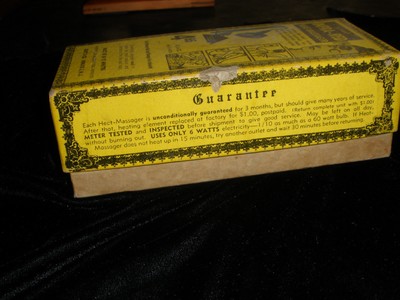 Guarantee
Each Heat-Massager is unconditionally guaranteed for 3 months, but should give many years of service.
After that, heating element replaced at factory for $1.00, postpaid. (Return complete unit with $1.00)
METER TESTED and INSPECTED before shipment to give good service. May be left on all day,
without burning out. USES ONLY 6 WATTS electricity—1/10 as much as a 60 watt bulb. If Heat-
Massager does not heat up in 15 minutes, try another outlet and wait 30 minutes before returning.